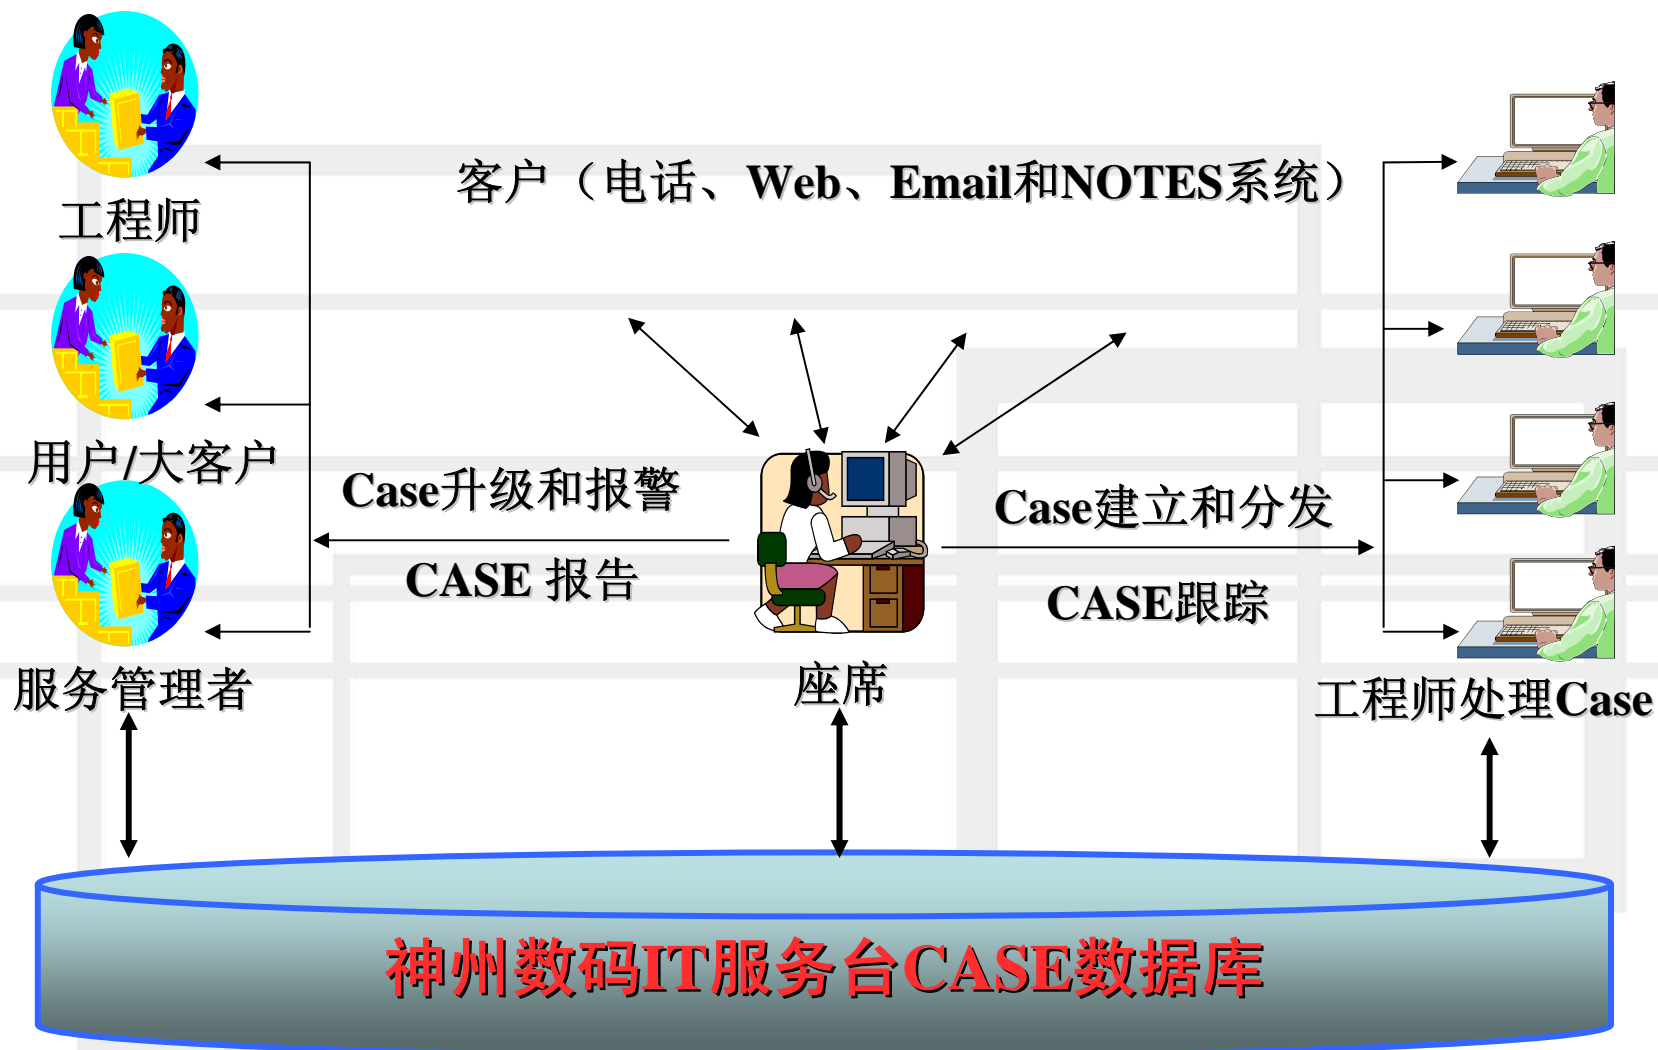 客户（电话、Web、Email和NOTES系统）
工程师
用户/大客户
Case升级和报警
CASE 报告
Case建立和分发
CASE跟踪
服务管理者
座席
工程师处理Case
神州数码IT服务台CASE数据库